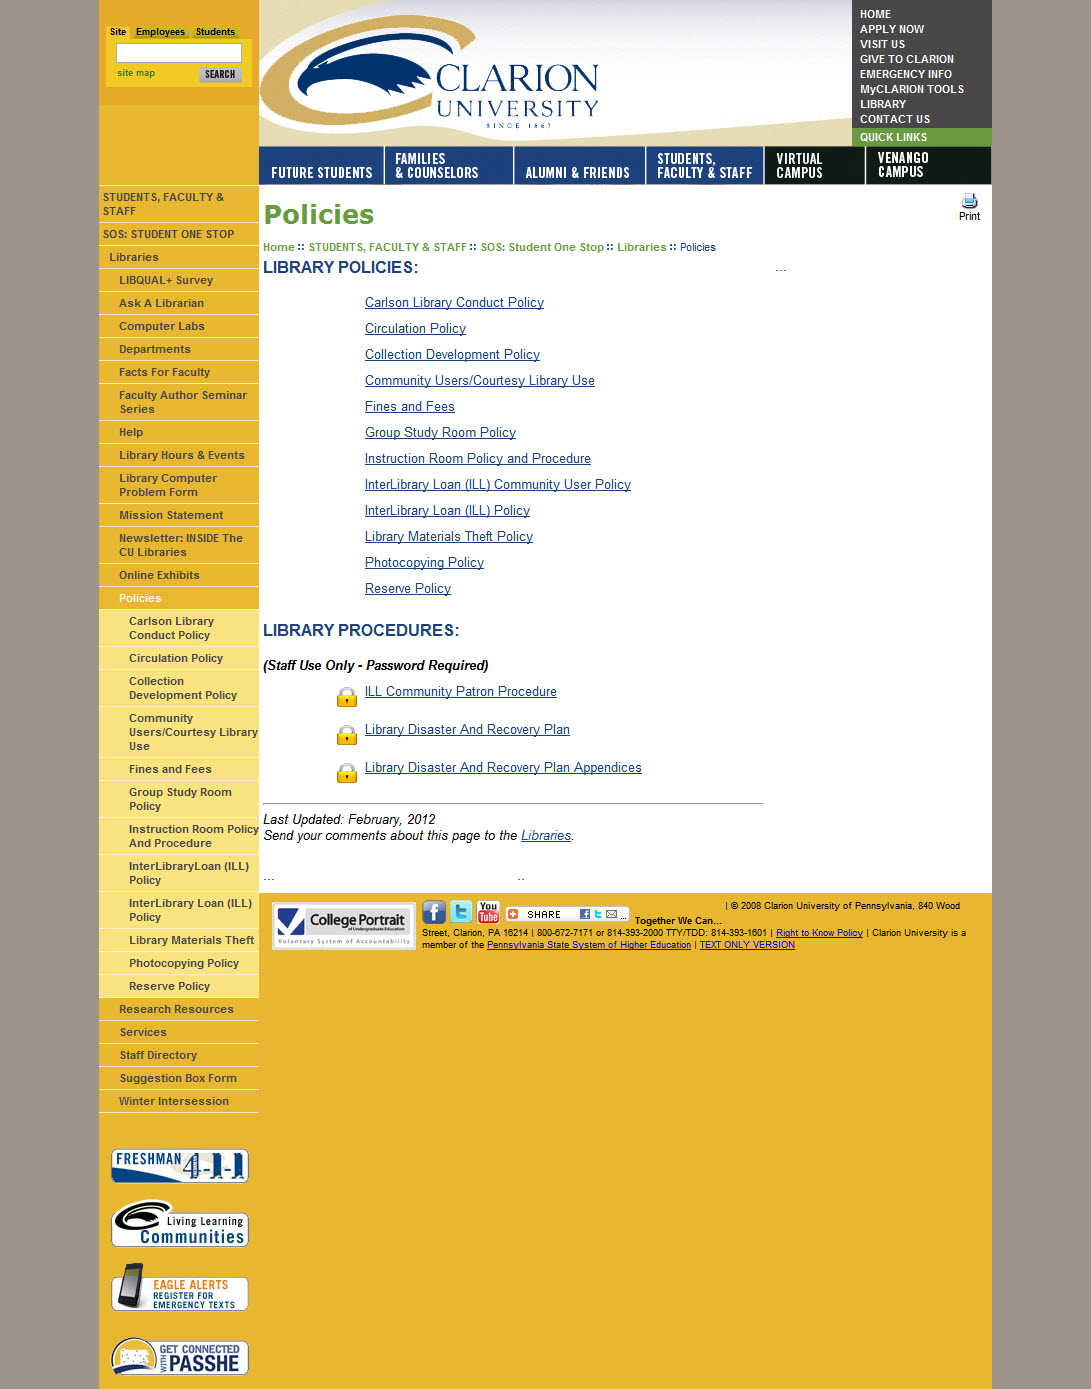 Site Employees Students
site map SEARCH
CLARION
UNIVERSITY
SINCE 1867
HOME
APPLY NOW
VISIT US
GIVE TO CLARION
EMERGENCY INFO
MyCLARION TOOLS
LIBRARY
CONTACT US
QUICK LINKS
FUTURE STUDENTS
FAMILIES
& COUNSELORS
ALUMNI & FRIENDS
STUDENTS,
FACULTY & STAFF
VIRTUAL
CAMPUS
VENANGO
CAMPUS
STUDENTS, FACULTY &
STAFF
SOS: STUDENT ONE STOP
Libraries
LIBQUAL+ Survey
Ask A Librarian
Computer Labs
Departments
Facts For Faculty
Faculty Author Seminar
Series
Help
Library Hours & Events
Library Computer
Problem Form
Mission Statement
Newsletter: INSIDE The
CU Libraries
Online Exhibits
Policies
Carlson Library
Conduct Policy
Circulation Policy
Collection
Development Policy
Community
Users/Courtesy Library
Use
Fines and Fees
Group Study Room
Policy
Instruction Room Policy
And Procedure
InterLibraryLoan (ILL)
Policy
InterLibrary Loan (ILL)
Policy
Library Materials Theft
Photocopying Policy
Reserve Policy
Research Resources
Services
Staff Directory
Suggestion Box Form
Winter Intersession
FRESHMAN 4-1-1
Living Learning
Communities
EAGLE ALERTS
REGISTER FOR
EMERGENCY TEXTS
GET CONNECTED
WITH PASSHE
Policies
Print
Home :: STUDENTS, FACULTY & STAFF :: SOS: Student One Stop :: Libraries :: Policies
LIBRARY POLICIES:
...
Carlson Library Conduct Policy
Circulation Policy
Collection Development Policy
Community Users/Courtesy Library Use
Fines and Fees
Group Study Room Policy
Instruction Room Policy and Procedure
InterLibrary Loan (ILL) Community User Policy
InterLibrary Loan (ILL) Policy
Library Materials Theft Policy
Photocopying Policy
Reserve Policy
LIBRARY PROCEDURES:
(Staff Use Only - Password Required)
ILL Community Patron Procedure
Library Disaster And Recovery Plan
Library Disaster And Recovery Plan Appendices
Last Updated: February, 2012
Send your comments about this page to the Libraries.
... ..
College Portrait
of Undergraduate Education
Voluntary System of Accountability
You Tube
SHARE ...
Together We Can... | © 2008 Clarion University of Pennsylvania, 840 Wood
Street, Clarion, PA 16214 | 800-672-7171 or 814-393-2000 TTY/TDD: 814-393-1601 | Right to Know Policy | Clarion University is a
member of the Pennsylvania State System of Higher Education | TEXT ONLY VERSION